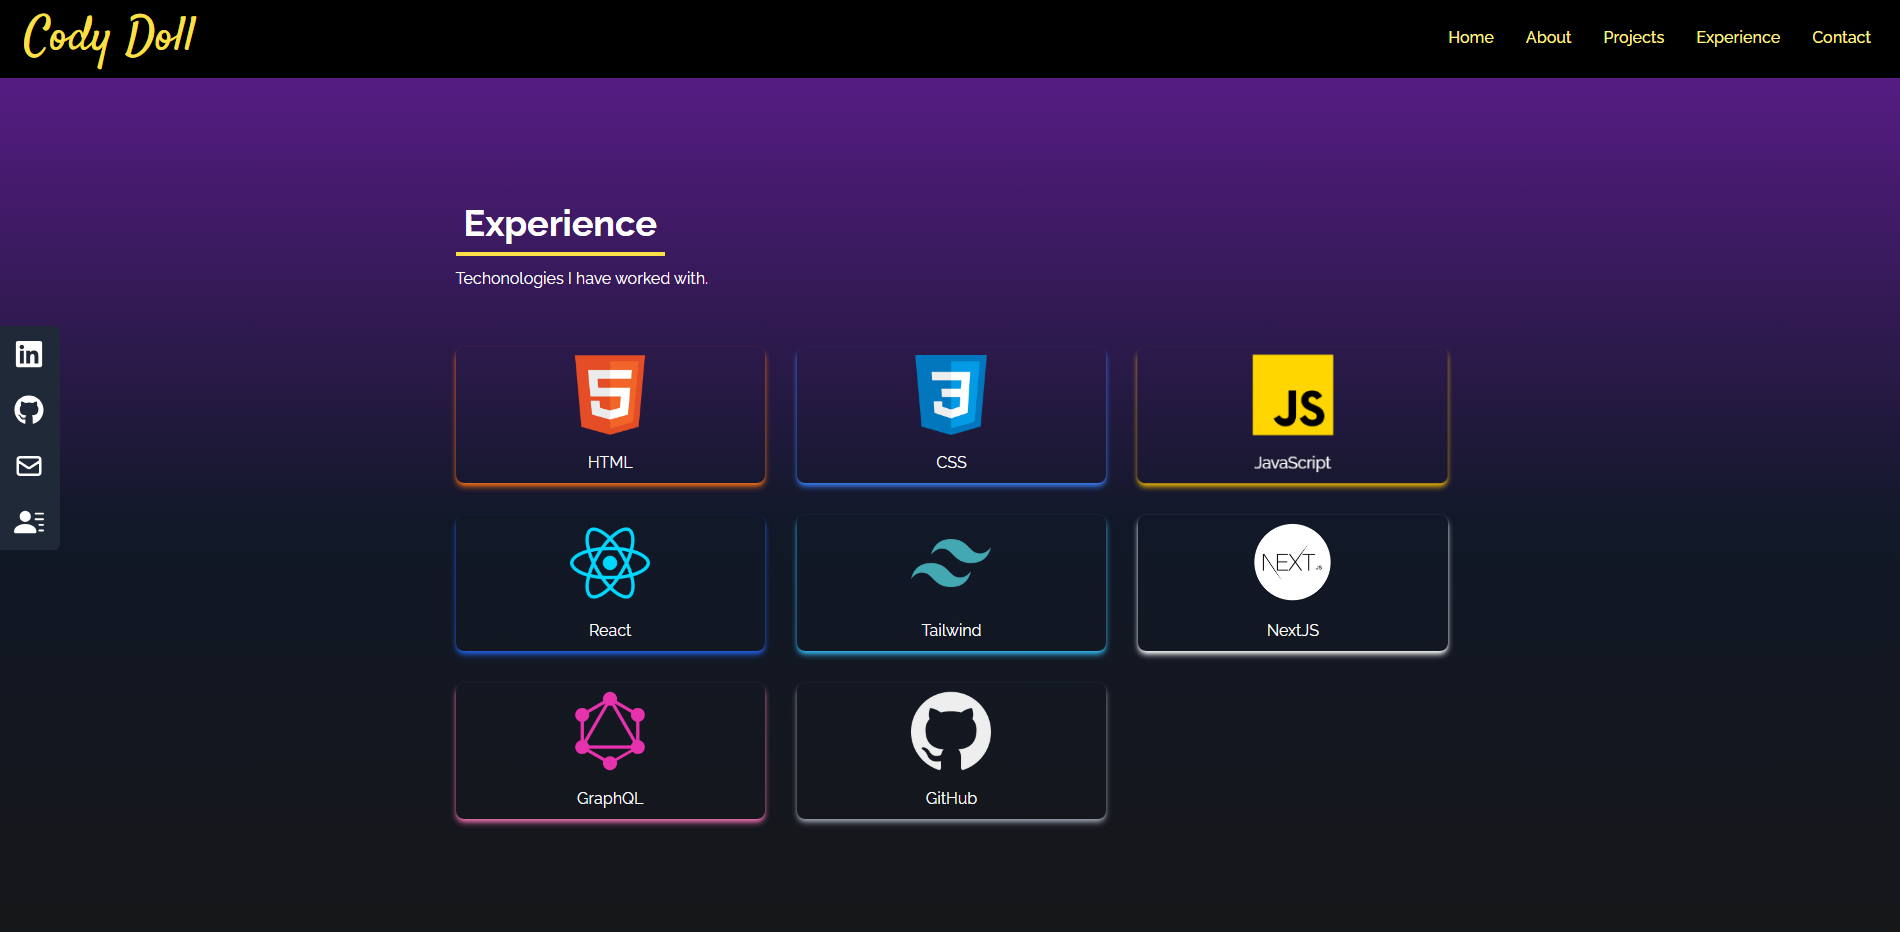 Cody Doll
Home About Projects Experience Contact
Experience
Techonologies I have worked with.
in
5
3
JS
HTML
CSS
JavaScript
NEXT.JS
React
Tailwind
NextJS
GraphQL
GitHub